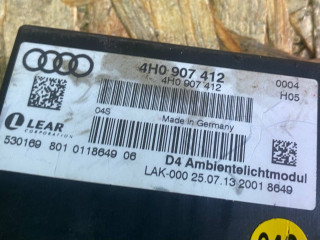 4H0 907 412
4H0 907 412
0004
H05
04S
Made in Germany
LEAR
CORPORATION
530169 801 0118649 06
D4 Ambientelichtmodul
LAK-000 25.07.13 2001 8649